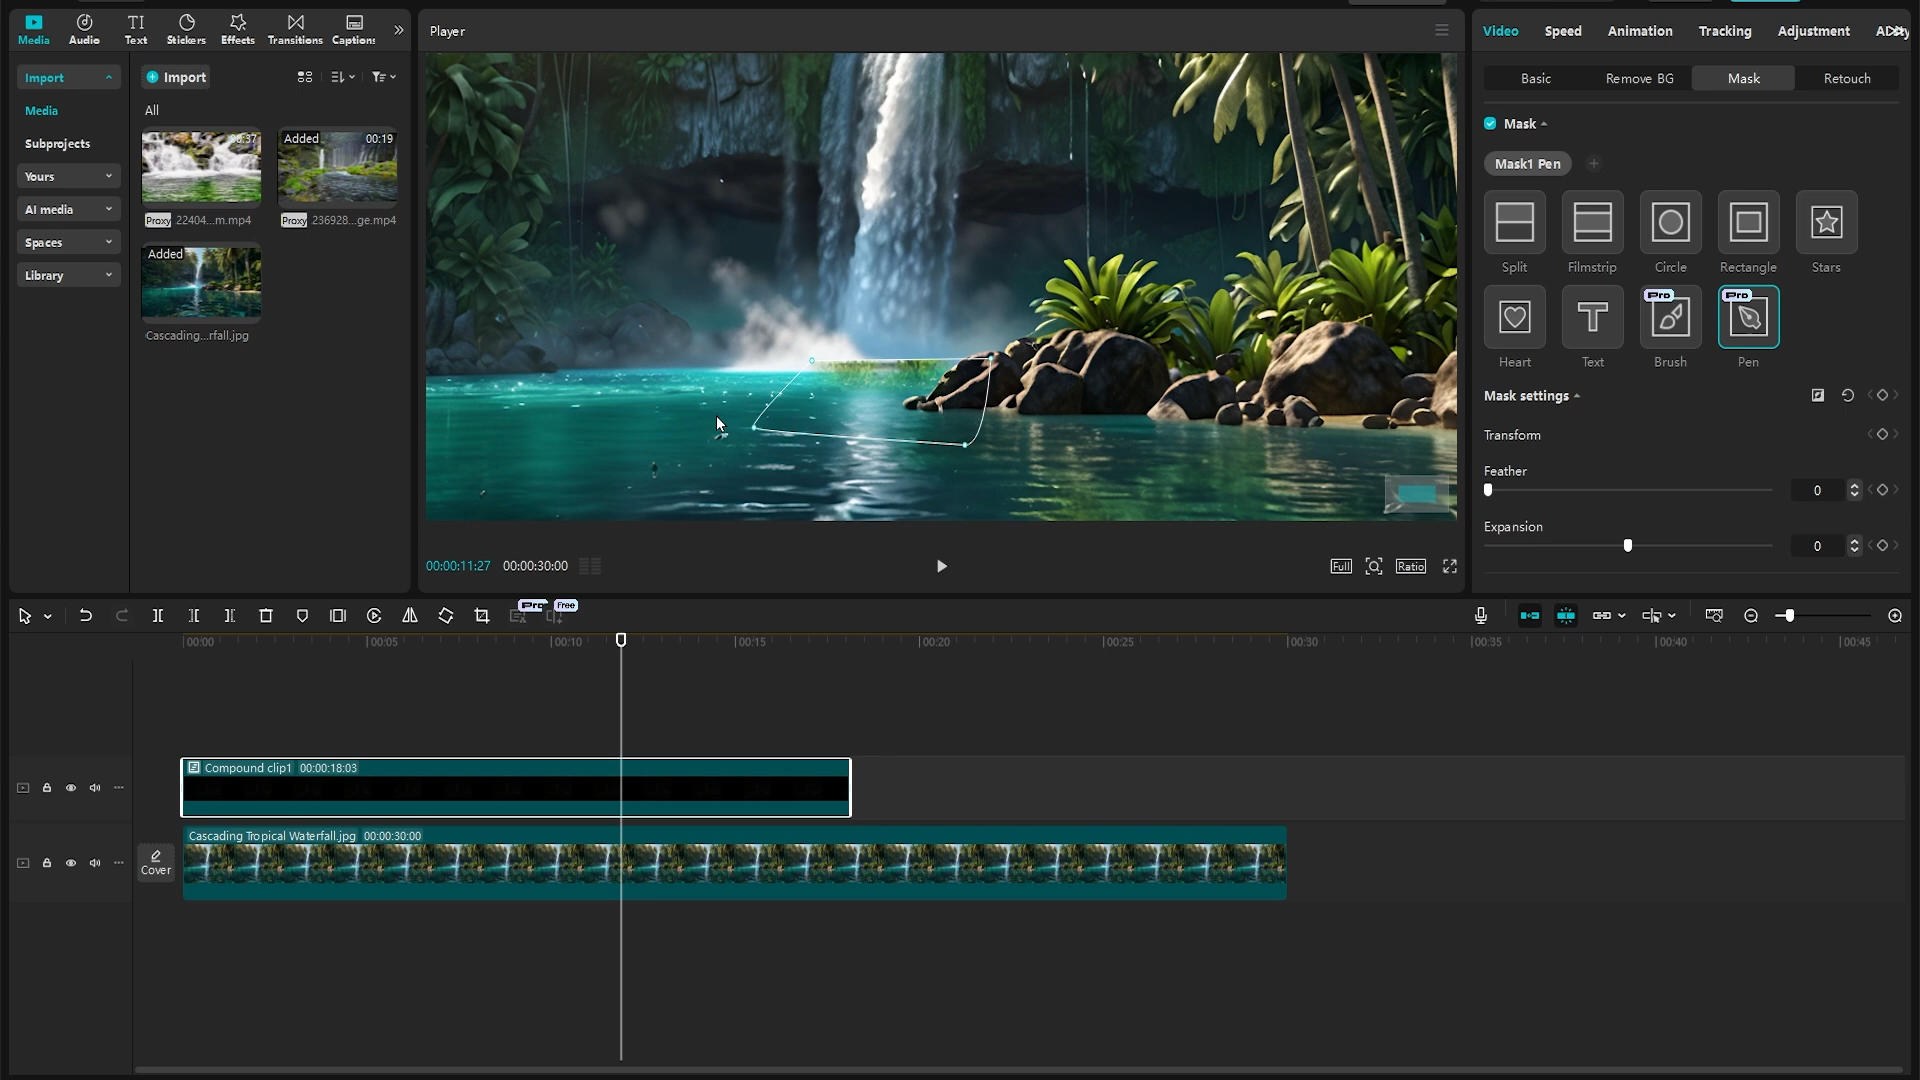 Media
Audio
Text
Stickers
Effects
Transitions
Captions
Player
Video
Speed
Animation
Tracking
Adjustment
Import
Import
Basic
Remove BG
Mask
Retouch
Media
All
Subprojects
00:37
Added
00:19
Mask
Yours
Mask1 Pen
AI media
Proxy
22404...m.mp4
Proxy
236928...ge.mp4
Spaces
Added
Split
Filmstrip
Circle
Rectangle
Stars
Library
Pro
Pro
Cascading...rfall.jpg
Heart
Text
Brush
Pen
Mask settings
Transform
Feather
0
Expansion
0
00:00:11:27
00:00:30:00
Full
Ratio
Pro
Free
00:00
00:05
00:10
00:15
00:20
00:25
00:30
00:35
00:40
00:45
Compound clip1
00:00:18:03
Cascading Tropical Waterfall.jpg
00:00:30:00
Cover